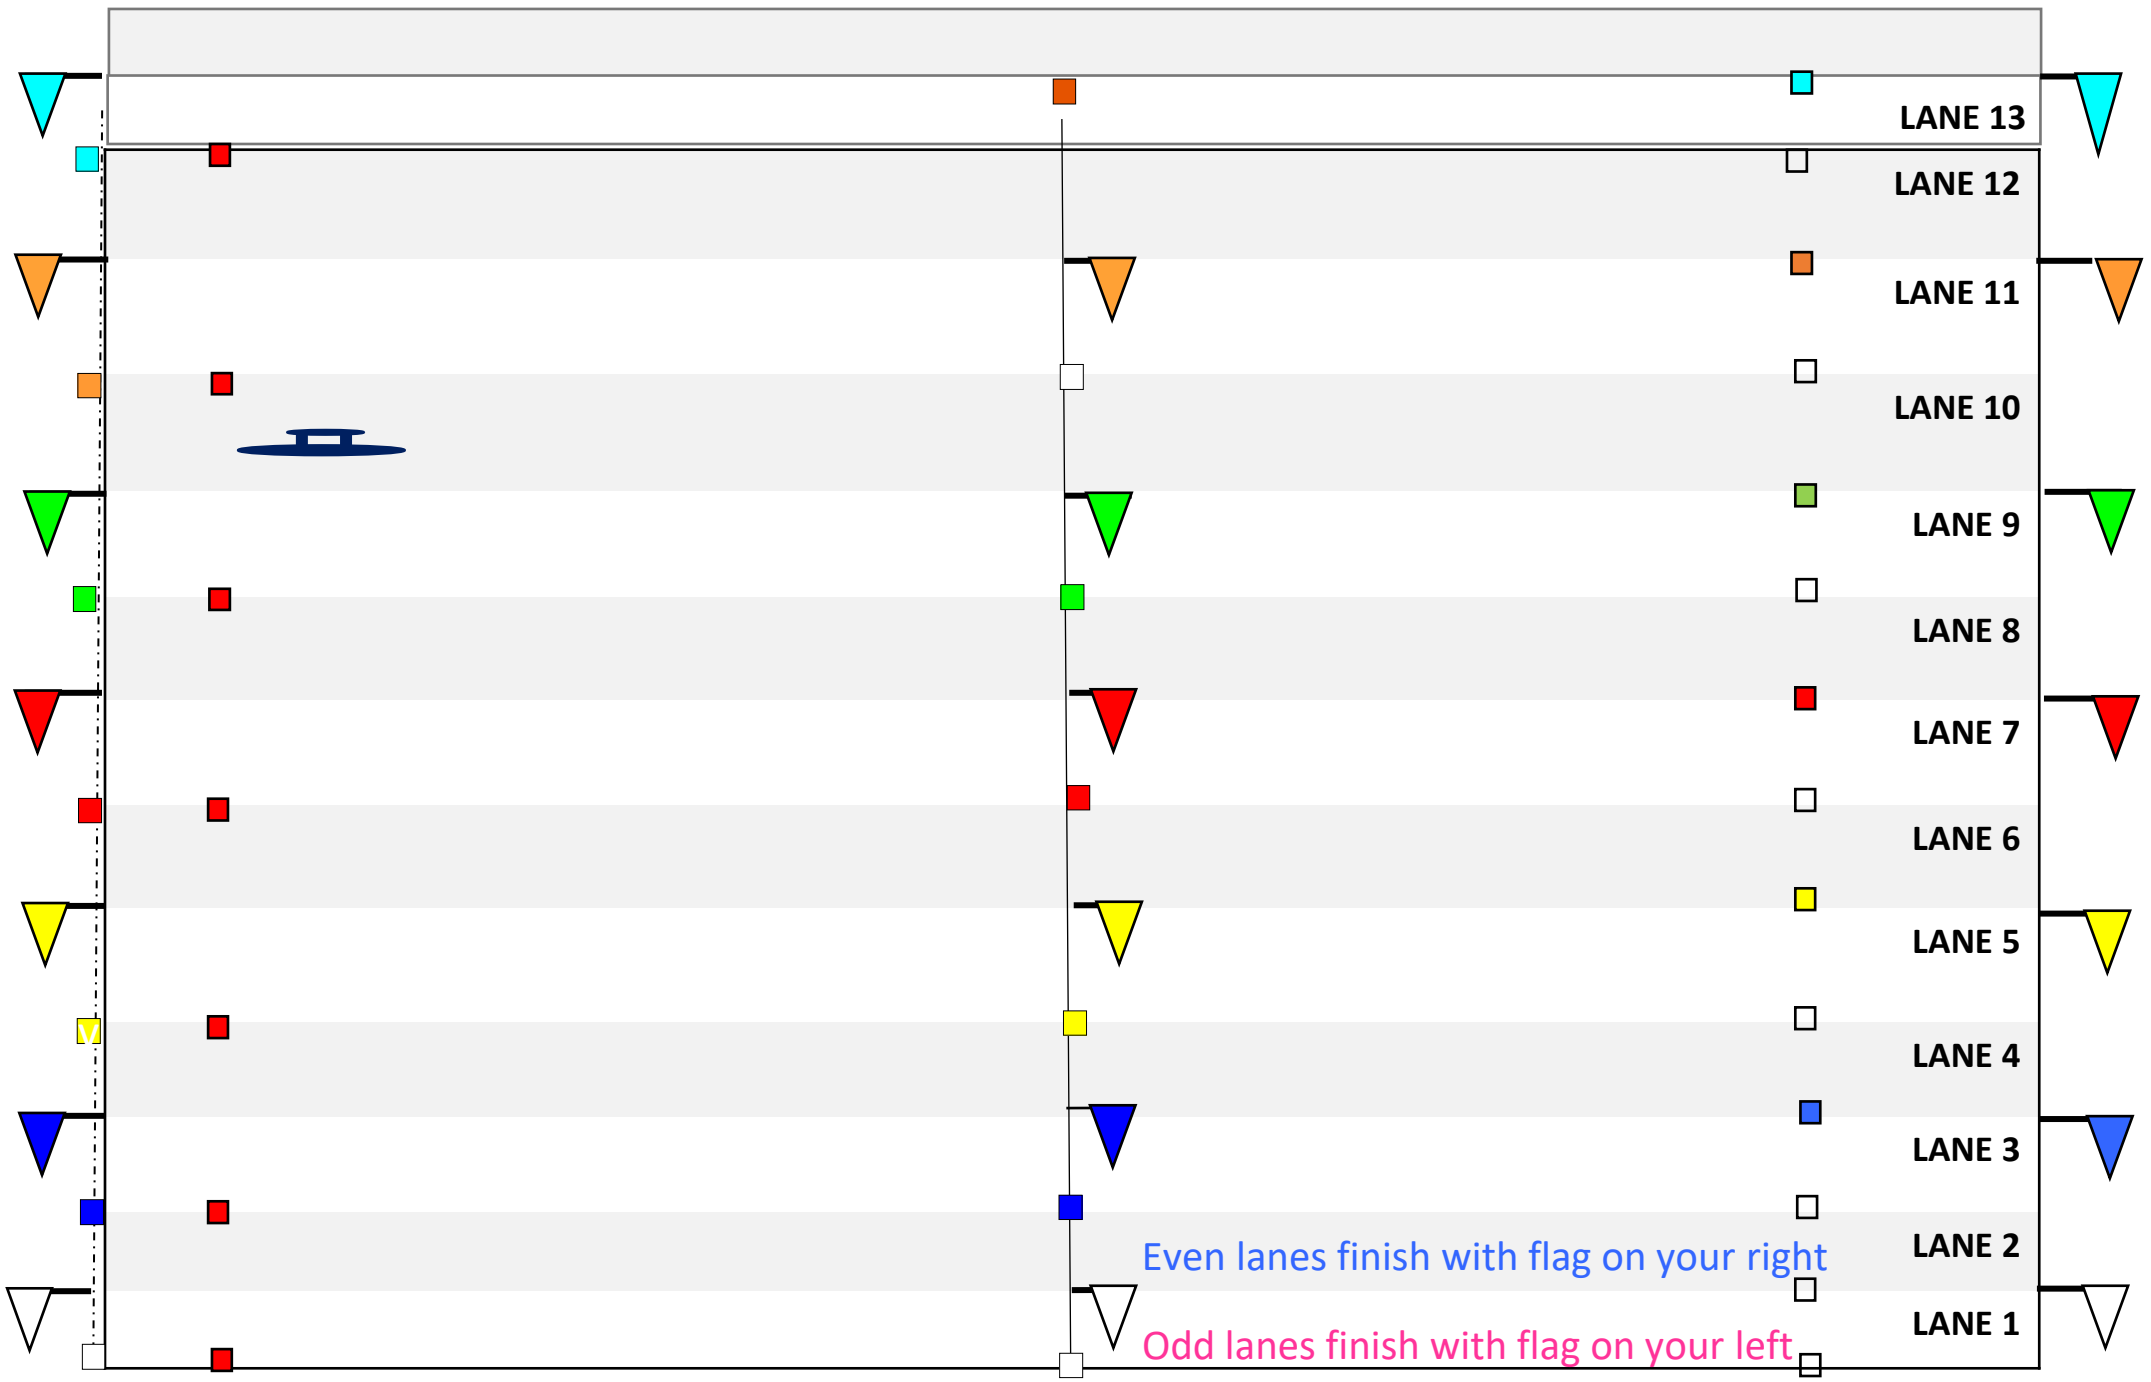 LANE 13
LANE 12
LANE 11
LANE 10
LANE 9
LANE 8
LANE 7
LANE 6
LANE 5
V
LANE 4
LANE 3
Even lanes finish with flag on your right
LANE 2
LANE 1
Odd lanes finish with flag on your left